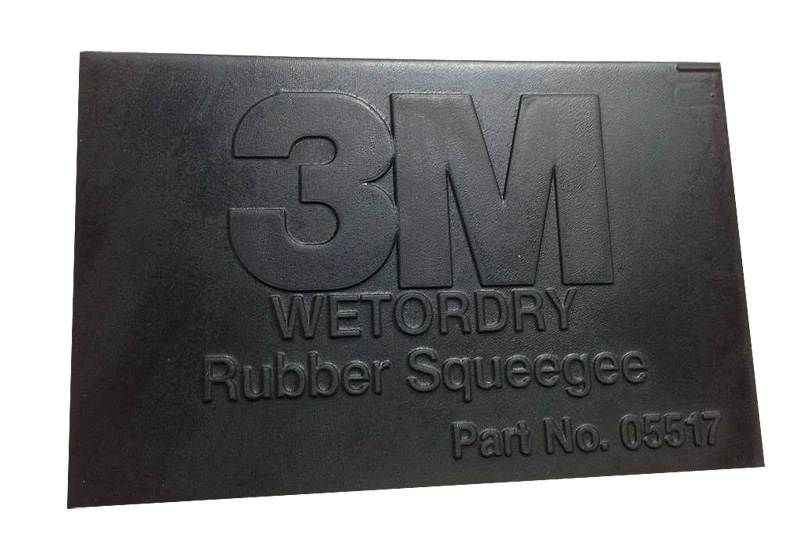 3M
WETORDRY
Rubber Squeegee
Part No. 05517